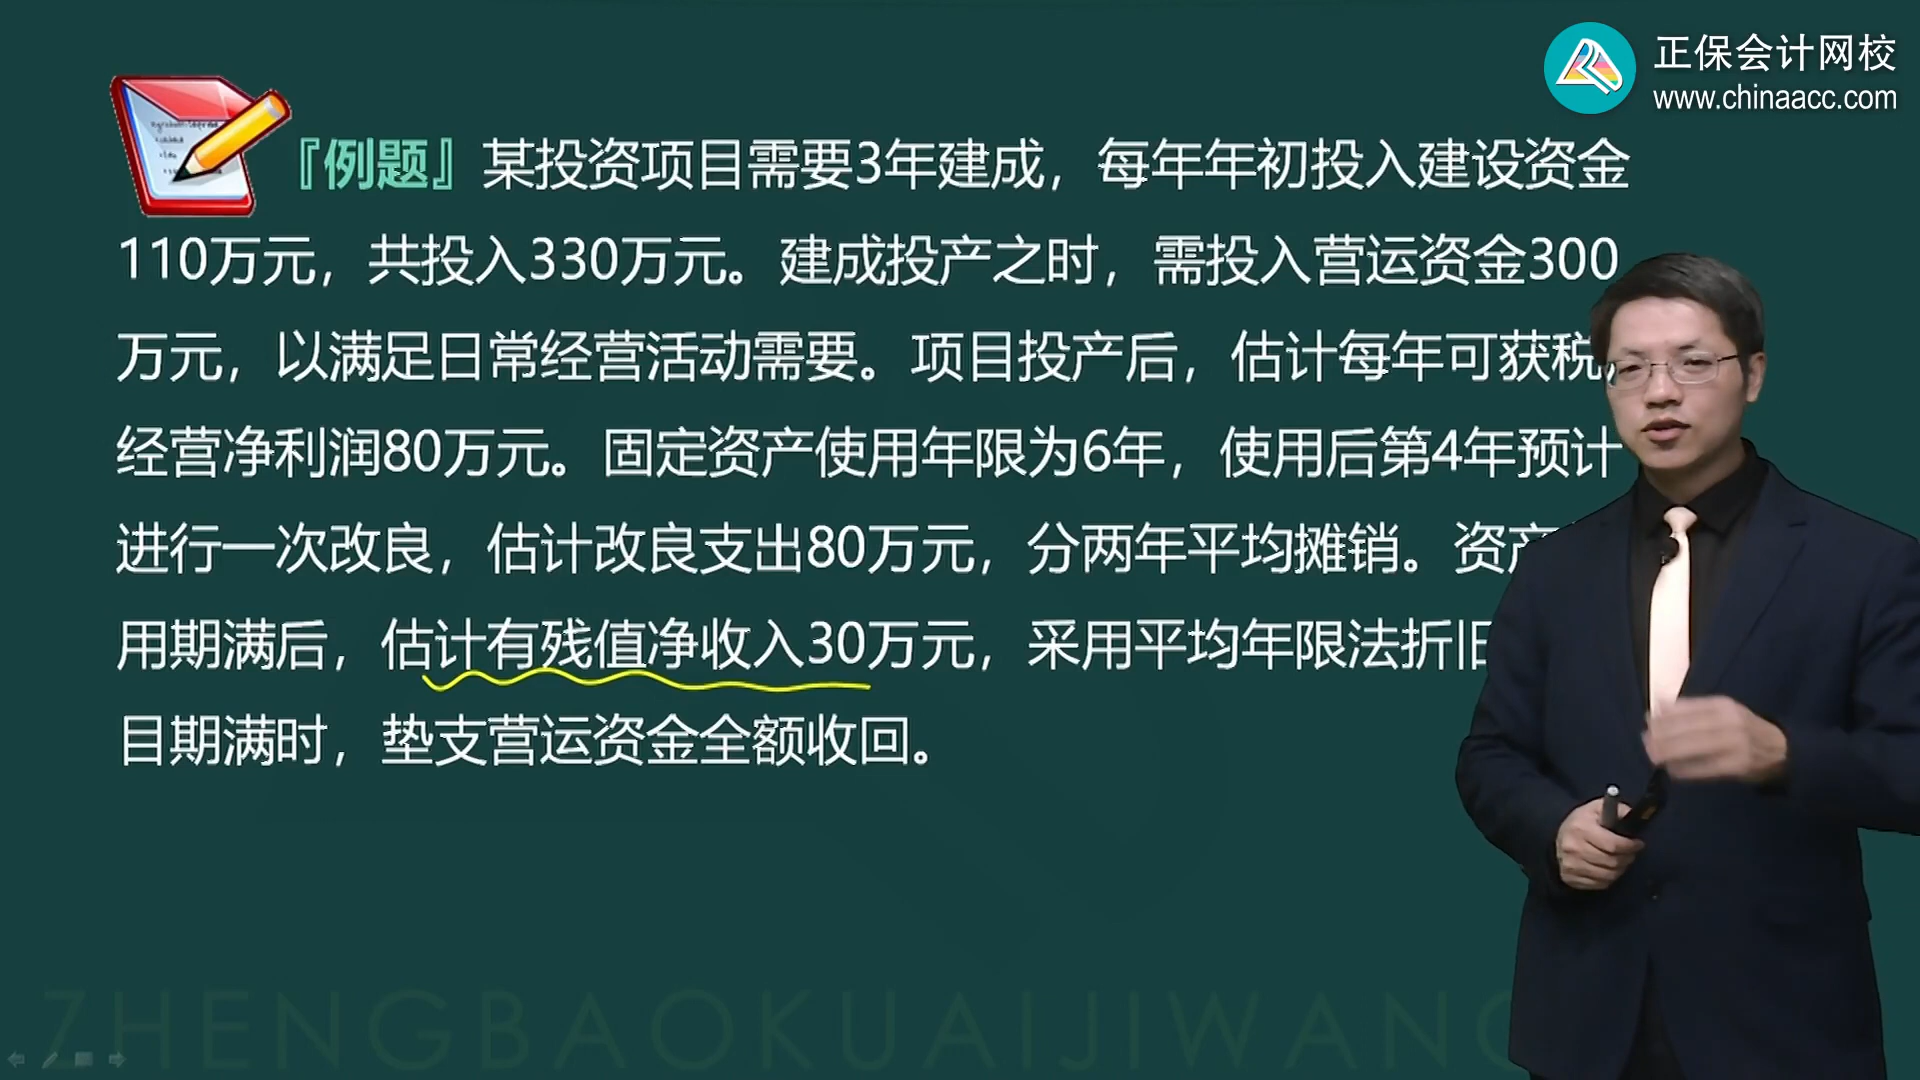 正保会计网校
www.chinaacc.com
『例题』某投资项目需要3年建成，每年年初投入建设资金
110万元，共投入330万元。建成投产之时，需投入营运资金300
万元，以满足日常经营活动需要。项目投产后，估计每年可获税
经营净利润80万元。固定资产使用年限为6年，使用后第4年预计
进行一次改良，估计改良支出80万元，分两年平均摊销。资产
用期满后，估计有残值净收入30万元，采用平均年限法折旧
目期满时，垫支营运资金全额收回。
ZHENGBAOKUAIJIWANG